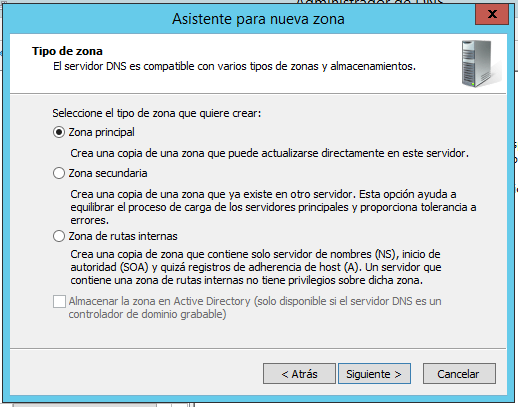 Administrador de DNS
Asistente para nueva zona
x
Tipo de zona
El servidor DNS es compatible con varios tipos de zonas y almacenamientos.
Seleccione el tipo de zona que quiere crear:
Zona principal
Crea una copia de una zona que puede actualizarse directamente en este servidor.
Zona secundaria
Crea una copia de una zona que ya existe en otro servidor. Esta opción ayuda a
equilibrar el proceso de carga de los servidores principales y proporciona tolerancia a
errores.
Zona de rutas internas
Crea una copia de zona que contiene solo servidor de nombres (NS), inicio de
autoridad (SOA) y quizá registros de adherencia de host (A). Un servidor que
contiene una zona de rutas internas no tiene privilegios sobre dicha zona.
Almacenar la zona en Active Directory (solo disponible si el servidor DNS es un
controlador de dominio grabable)
< Atrás
Siguiente >
Cancelar